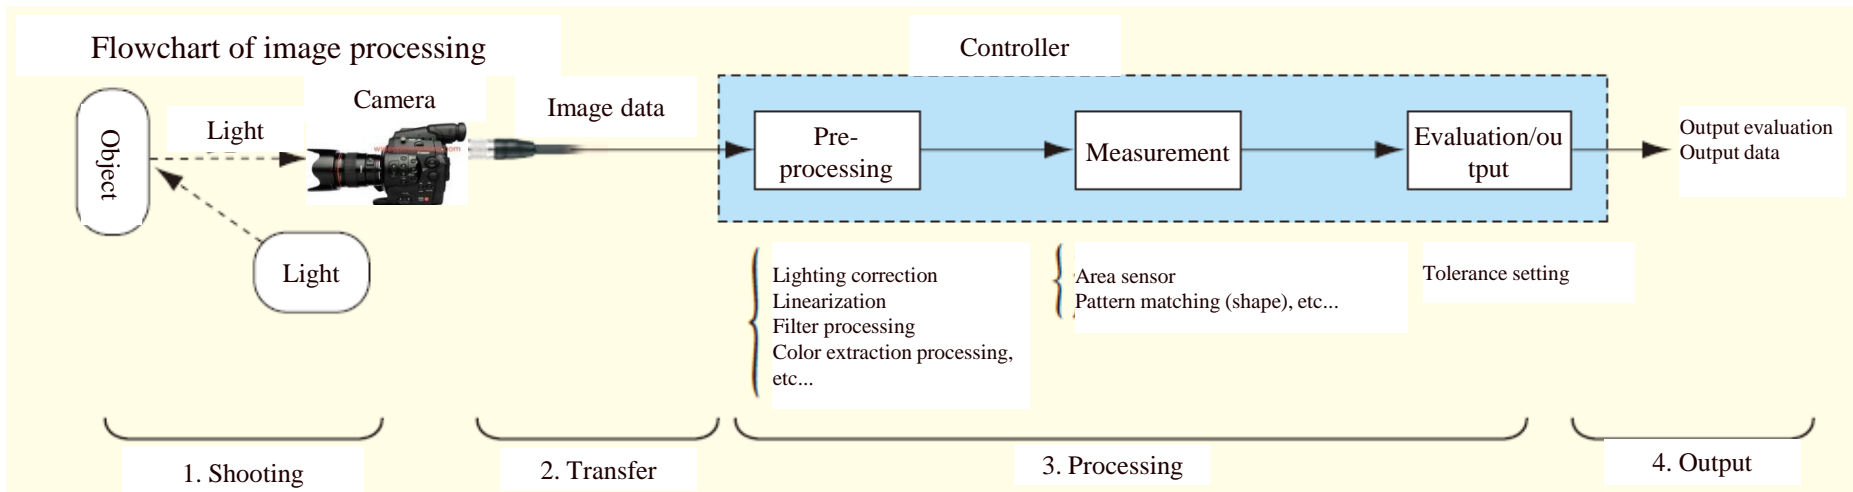 Flowchart of image processing
Controller
Camera
Image data
Light
Object
Light
Pre-
processing
Measurement
Evaluation/ou
tput
Output evaluation
Output data
Lighting correction
Linearization
Filter processing
Color extraction processing,
etc...
Area sensor
Pattern matching (shape), etc...
Tolerance setting
1. Shooting
2. Transfer
3. Processing
4. Output